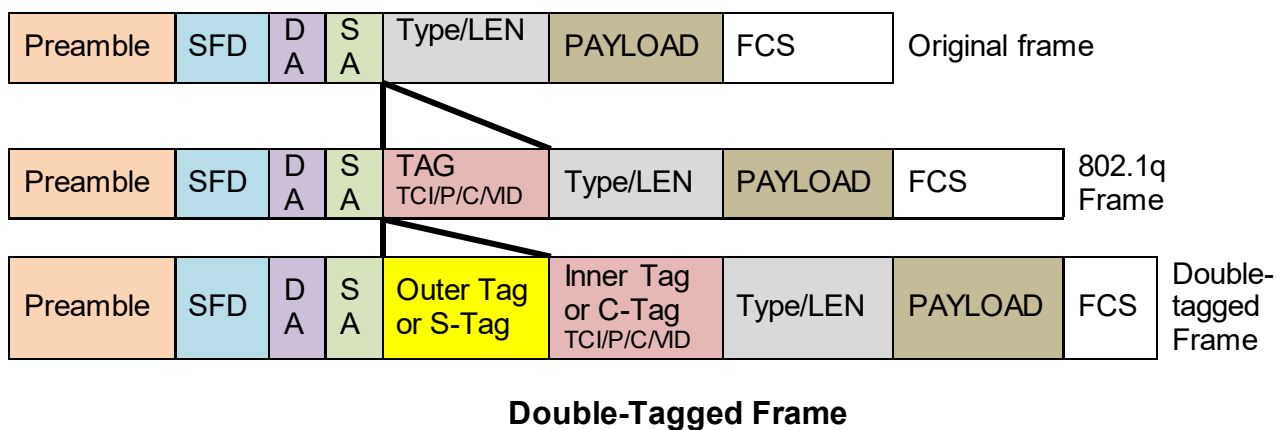 Preamble SFD D A S A Type/LEN PAYLOAD FCS Original frame
Preamble SFD D A S A TAG TCI/P/C/VID Type/LEN PAYLOAD FCS 802.1q Frame
Preamble SFD D A S A Outer Tag or S-Tag Inner Tag or C-Tag TCI/P/C/VID Type/LEN PAYLOAD FCS Double-tagged Frame
Double-Tagged Frame